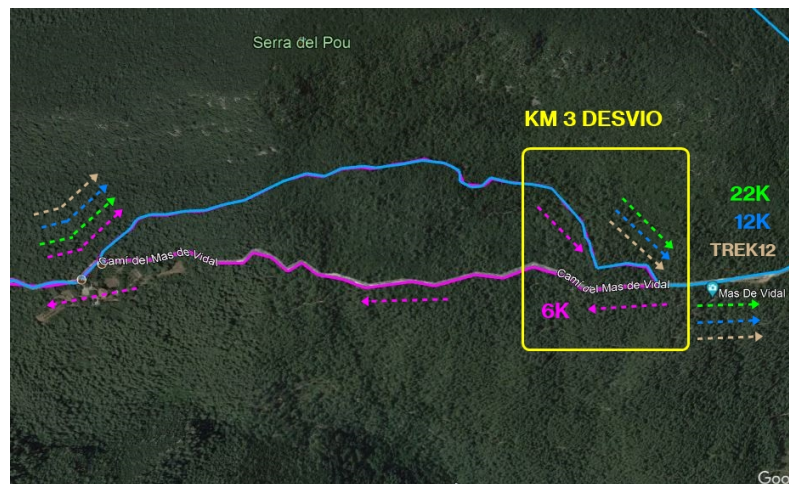 Serra del Pou
KM 3 DESVIO
22K
12K
TREK12
Camí del Mas de Vidal
Camí del Mas de Vidal
Mas De Vidal
6K
Goo